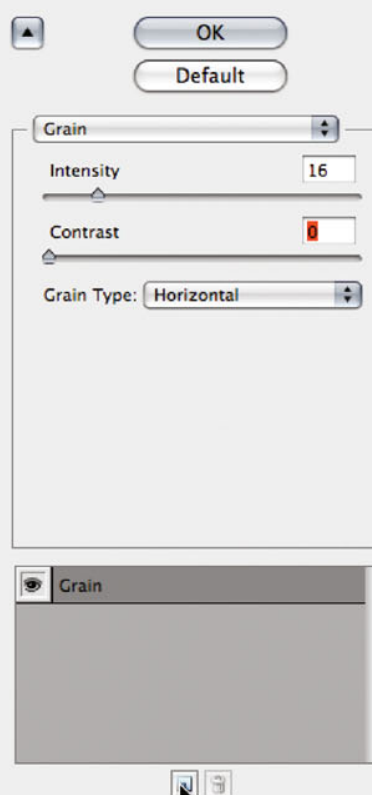 OK
Default
Grain
Intensity 16
Contrast 0
Grain Type: Horizontal
Grain